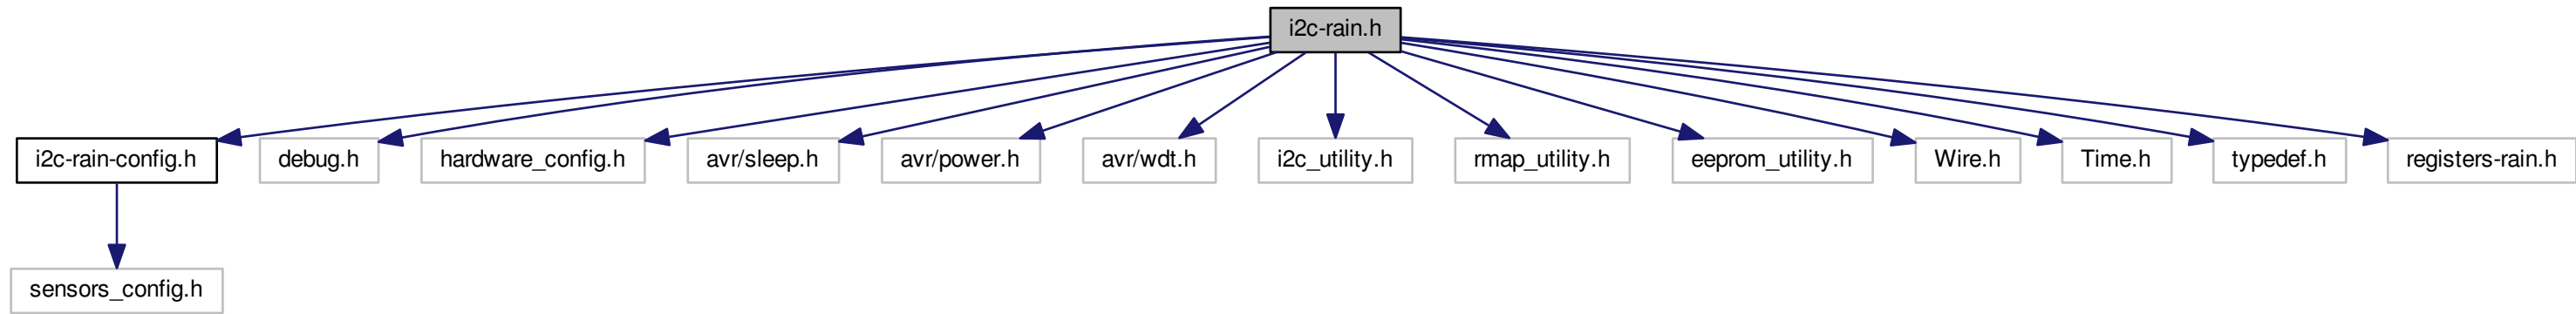 i2c-rain.h
i2c-rain-config.h
debug.h
hardware_config.h
avr/sleep.h
avr/power.h
avr/wdt.h
i2c_utility.h
rmap_utility.h
eeprom_utility.h
Wire.h
Time.h
typedef.h
registers-rain.h
sensors_config.h